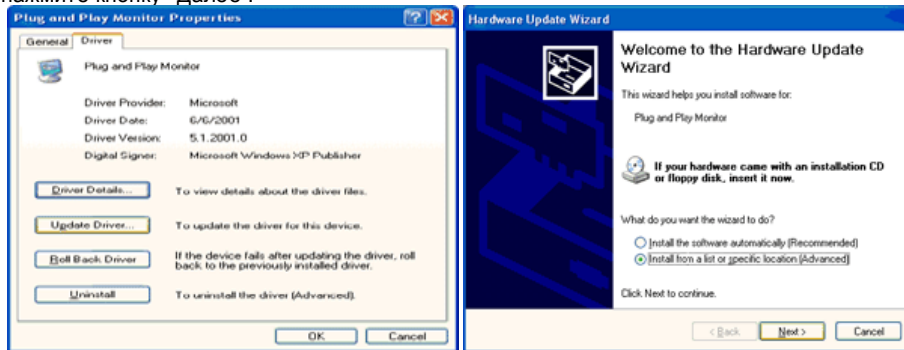 нажмите кнопку "Далее".
Plug and Play Monitor Properties
General Driver
Plug and Play Monitor
Driver Provider: Microsoft
Driver Date: 6/6/2001
Driver Version: 5.1.2001.0
Digital Signer: Microsoft Windows XP Publisher
Driver Details... To view details about the driver files.
Update Driver... To update the driver for this device.
Roll Back Driver If the device fails after updating the driver, roll
back to the previously installed driver.
Uninstall To uninstall the driver (Advanced).
OK Cancel
Hardware Update Wizard
Welcome to the Hardware Update
Wizard
This wizard helps you install software for:
Plug and Play Monitor
If your hardware came with an installation CD
or floppy disk, insert it now.
What do you want the wizard to do?
Install the software automatically (Recommended)
Install from a list or specific location (Advanced)
Click Next to continue.
< Back Next > Cancel